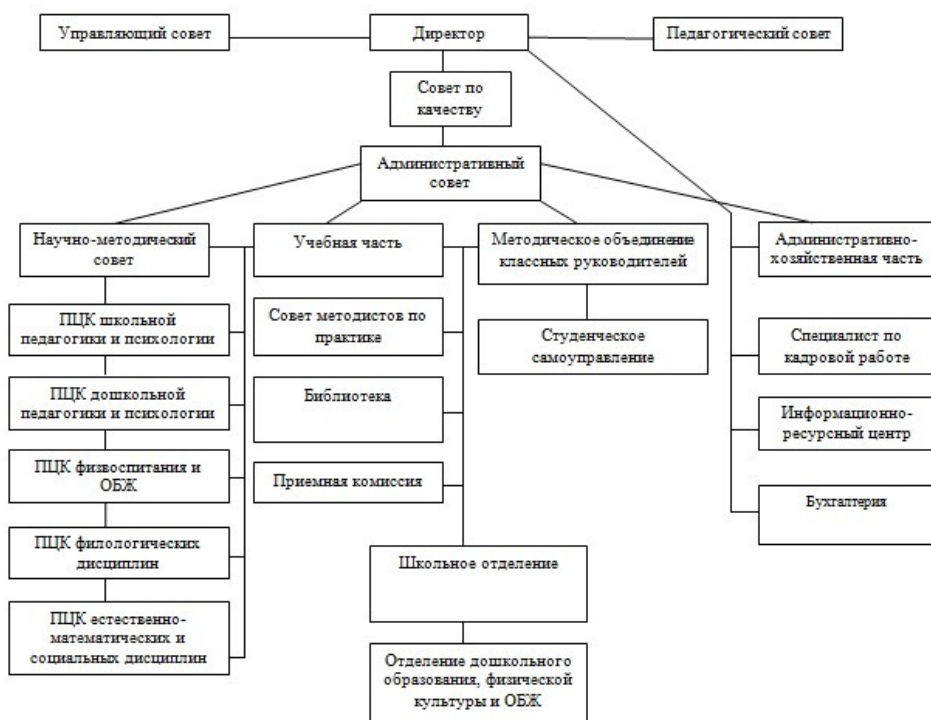 Управляющий совет
Директор
Педагогический совет
Совет по
качеству
Административный
совет
Научно-методический
совет
Учебная часть
Методическое объединение
классных руководителей
Административно-
хозяйственная часть
ПЦК школьной
педагогики и психологии
Совет методистов по
практике
Студенческое
самоуправление
Специалист по
кадровой работе
ПЦК дошкольной
педагогики и психологии
Библиотека
Информационно-
ресурсный центр
ПЦК физвоспитания и
ОБЖ
Приемная комиссия
Бухгалтерия
ПЦК филологических
дисциплин
Школьное отделение
ПЦК естественно-
математических и
социальных дисциплин
Отделение дошкольного
образования, физической
культуры и ОБЖ